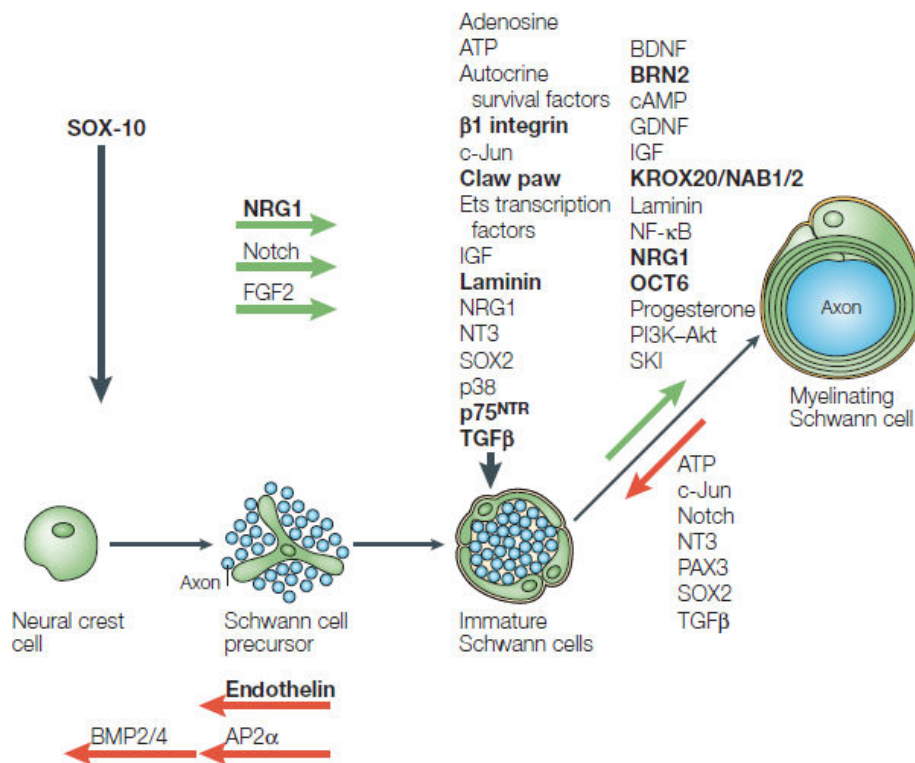 SOX-10
NRG1
Notch
FGF2
Adenosine
ATP
Autocrine
survival factors
β1 integrin
c-Jun
Claw paw
Ets transcription
factors
IGF
Laminin
NRG1
NT3
SOX2
p38
p75NTR
TGFβ
BDNF
BRN2
cAMP
GDNF
IGF
KROX20/NAB1/2
Laminin
NF-κB
NRG1
OCT6
Progesterone
PI3K–Akt
SKI
Axon
Myelinating
Schwann cell
ATP
c-Jun
Notch
NT3
PAX3
SOX2
TGFβ
Axon
Neural crest
cell
Schwann cell
precursor
Immature
Schwann cells
Endothelin
BMP2/4
AP2α